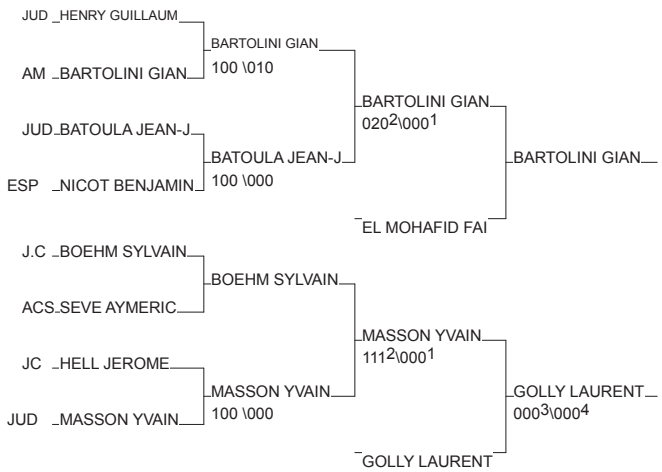 JUD HENRY GUILLAUM
BARTOLINI GIAN
100 \010
AM BARTOLINI GIAN
BARTOLINI GIAN
020²\000¹
JUD BATOULA JEAN-J
BATOULA JEAN-J
100 \000
BARTOLINI GIAN
ESP NICOT BENJAMIN
EL MOHAFID FAI
J.C BOEHM SYLVAIN
BOEHM SYLVAIN
ACS SEVE AYMERIC
MASSON YVAIN
111²\000¹
JC HELL JEROME
MASSON YVAIN
100 \000
GOLLY LAURENT
000³\000⁴
JUD MASSON YVAIN
GOLLY LAURENT